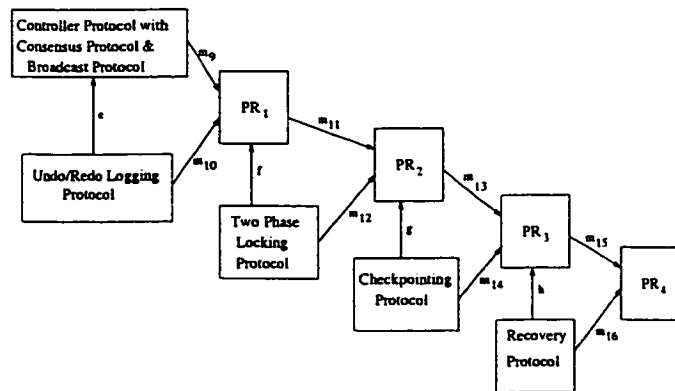 Controller Protocol with
Consensus Protocol &
Broadcast Protocol
m9
PR1
e
m10
m11
Undo/Redo Logging
Protocol
f
PR2
m13
m12
Two Phase
Locking
Protocol
g
PR3
m15
Checkpointing
Protocol
m14
h
PR4
Recovery
Protocol
m16